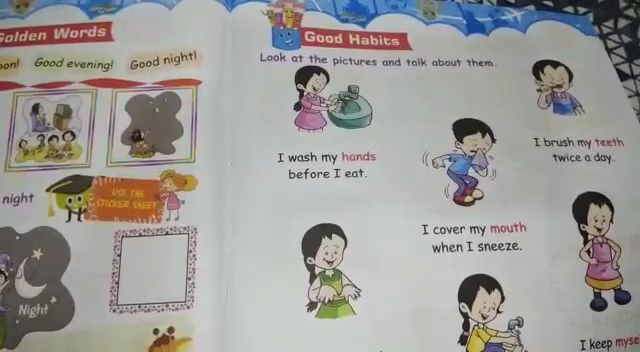 Golden Words
Good evening!
Good night!
night
USE THE
STICKER SHEET
Night
Good Habits
Look at the pictures and talk about them.
I wash my hands
before I eat.
I brush my teeth
twice a day.
I cover my mouth
when I sneeze.
I keep myse